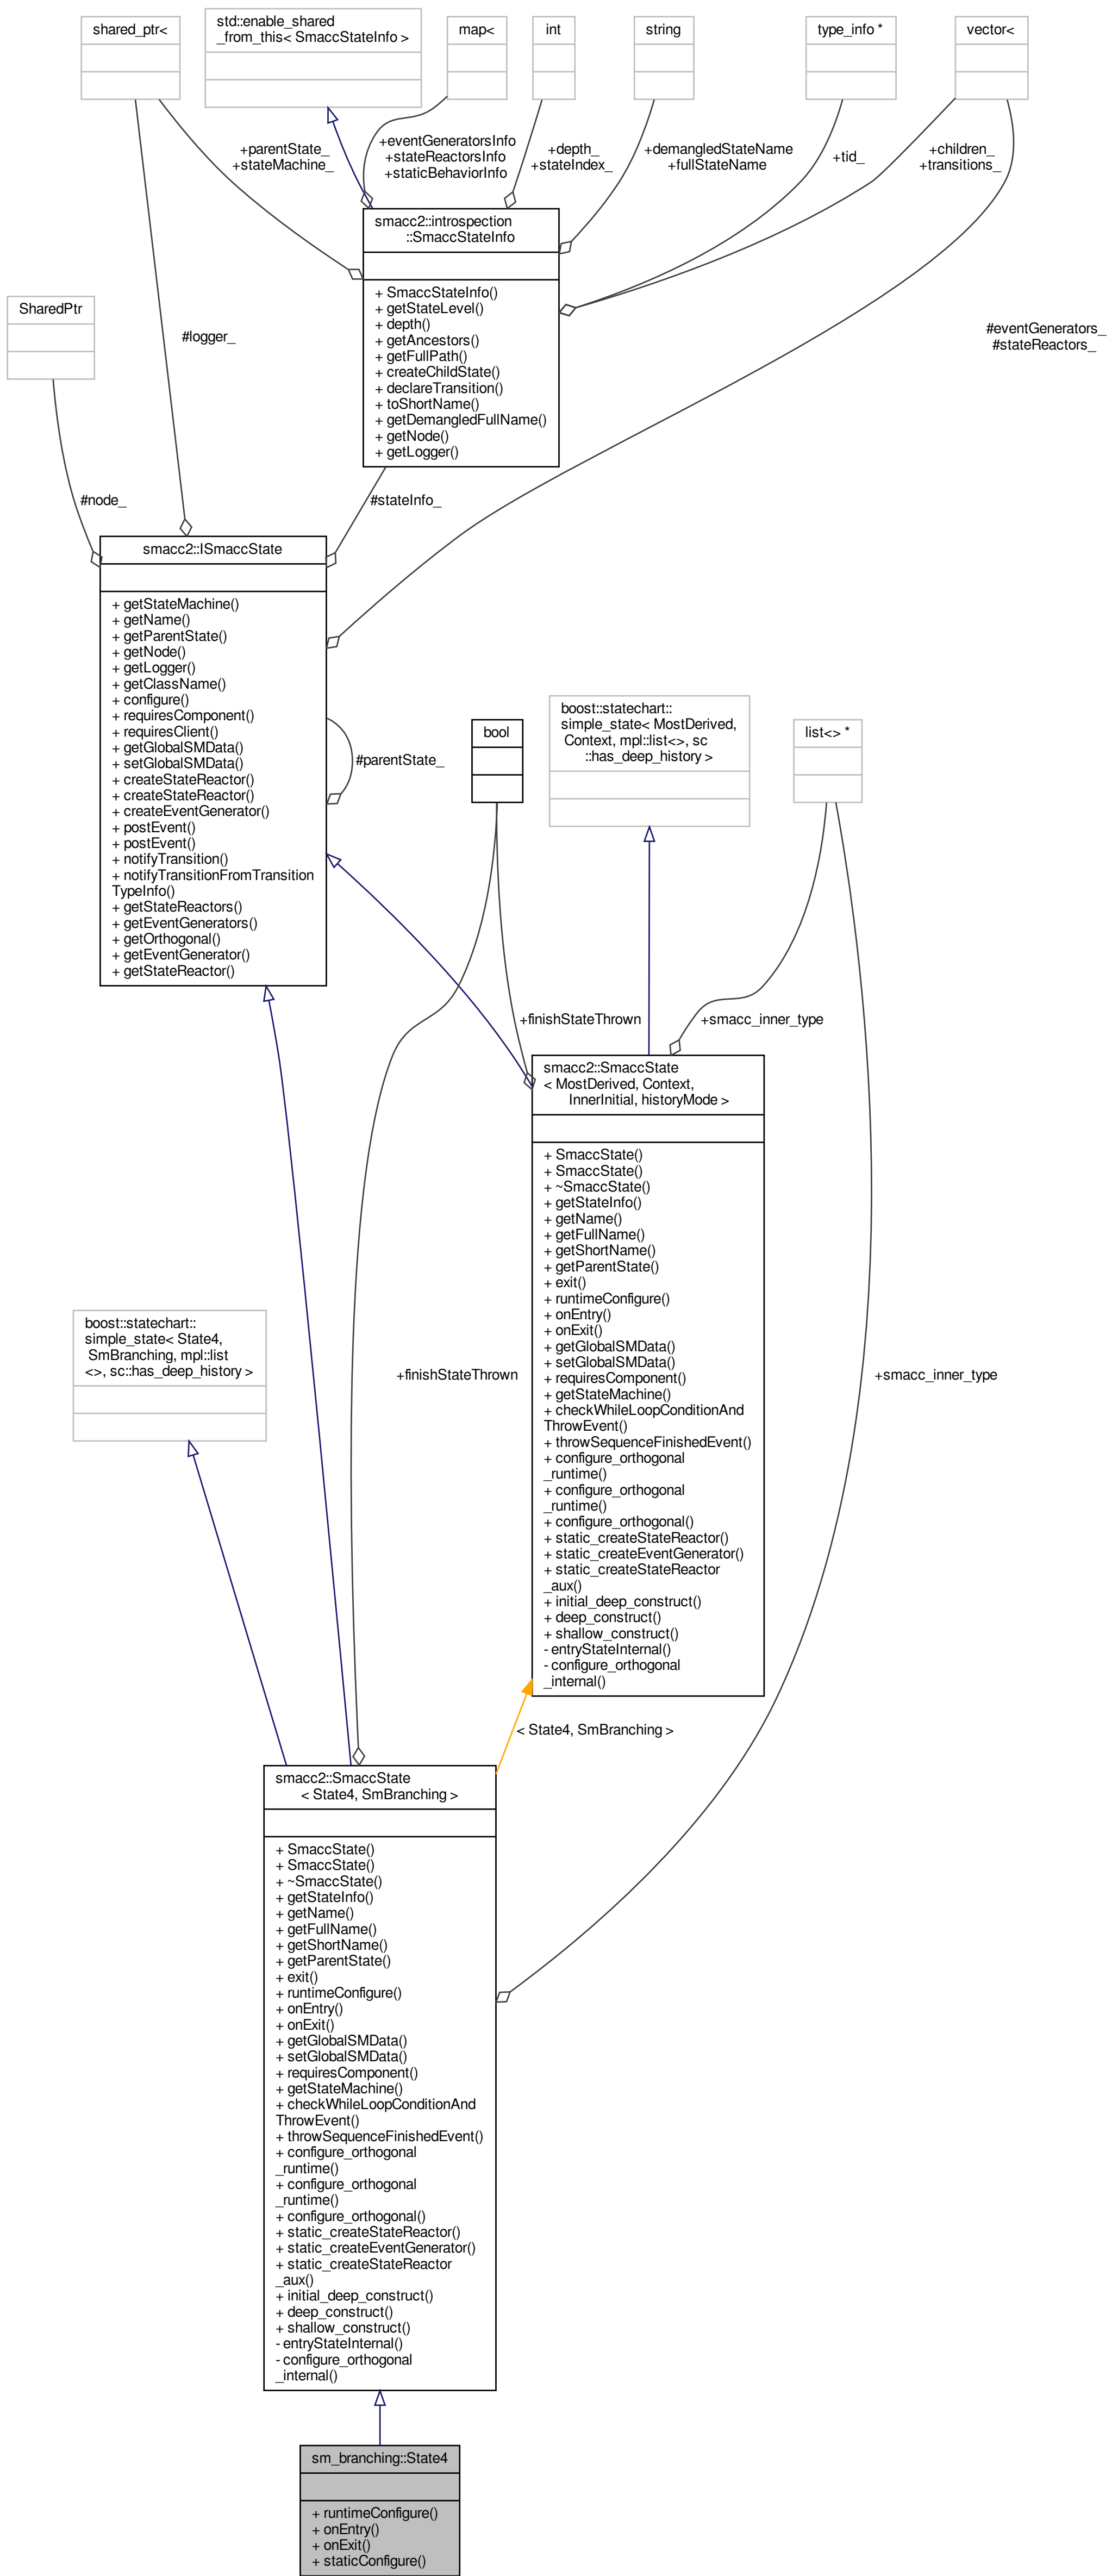 shared_ptr<
std::enable_shared
_from_this< SmaccStateInfo >
map<
int
string
type_info *
vector<
+parentState_
+stateMachine_
+eventGeneratorsInfo
+stateReactorsInfo
+staticBehaviorInfo
+depth_
+stateIndex_
+demangledStateName
+fullStateName
+tid_
+children_
+transitions_
smacc2::introspection
::SmaccStateInfo
+ SmaccStateInfo()
+ getStateLevel()
+ depth()
+ getAncestors()
+ getFullPath()
+ createChildState()
+ declareTransition()
+ toShortName()
+ getDemangledFullName()
+ getNode()
+ getLogger()
SharedPtr
#logger_
#eventGenerators_
#stateReactors_
#node_
#stateInfo_
smacc2::ISmaccState
+ getStateMachine()
+ getName()
+ getParentState()
+ getNode()
+ getLogger()
+ getClassName()
+ configure()
+ requiresComponent()
+ requiresClient()
+ getGlobalSMData()
+ setGlobalSMData()
+ createStateReactor()
+ createStateReactor()
+ createEventGenerator()
+ postEvent()
+ postEvent()
+ notifyTransition()
+ notifyTransitionFromTransition
TypeInfo()
+ getStateReactors()
+ getEventGenerators()
+ getOrthogonal()
+ getEventGenerator()
+ getStateReactor()
#parentState_
bool
boost::statechart::
simple_state< MostDerived,
Context, mpl::list<>, sc
::has_deep_history >
list<> *
+finishStateThrown
+smacc_inner_type
smacc2::SmaccState
< MostDerived, Context,
InnerInitial, historyMode >
+ SmaccState()
+ SmaccState()
+ ~SmaccState()
+ getStateInfo()
+ getName()
+ getFullName()
+ getShortName()
+ getParentState()
+ exit()
+ runtimeConfigure()
+ onEntry()
+ onExit()
+ getGlobalSMData()
+ setGlobalSMData()
+ requiresComponent()
+ getStateMachine()
+ checkWhileLoopConditionAnd
ThrowEvent()
+ throwSequenceFinishedEvent()
+ configure_orthogonal
_runtime()
+ configure_orthogonal
_runtime()
+ configure_orthogonal()
+ static_createStateReactor()
+ static_createEventGenerator()
+ static_createStateReactor
_aux()
+ initial_deep_construct()
+ deep_construct()
+ shallow_construct()
- entryStateInternal()
- configure_orthogonal
_internal()
boost::statechart::
simple_state< State4,
SmBranching, mpl::list
<>, sc::has_deep_history >
+finishStateThrown
+smacc_inner_type
< State4, SmBranching >
smacc2::SmaccState
< State4, SmBranching >
+ SmaccState()
+ SmaccState()
+ ~SmaccState()
+ getStateInfo()
+ getName()
+ getFullName()
+ getShortName()
+ getParentState()
+ exit()
+ runtimeConfigure()
+ onEntry()
+ onExit()
+ getGlobalSMData()
+ setGlobalSMData()
+ requiresComponent()
+ getStateMachine()
+ checkWhileLoopConditionAnd
ThrowEvent()
+ throwSequenceFinishedEvent()
+ configure_orthogonal
_runtime()
+ configure_orthogonal
_runtime()
+ configure_orthogonal()
+ static_createStateReactor()
+ static_createEventGenerator()
+ static_createStateReactor
_aux()
+ initial_deep_construct()
+ deep_construct()
+ shallow_construct()
- entryStateInternal()
- configure_orthogonal
_internal()
sm_branching::State4
+ runtimeConfigure()
+ onEntry()
+ onExit()
+ staticConfigure()